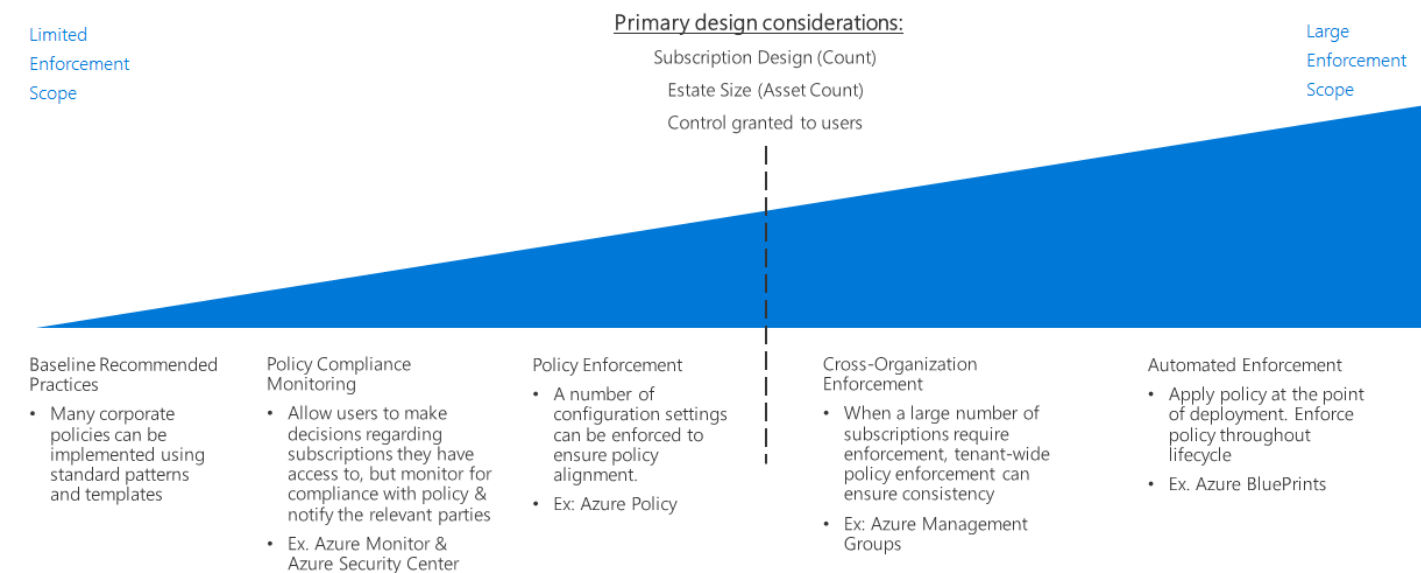 Primary design considerations:
Subscription Design (Count)
Estate Size (Asset Count)
Control granted to users
Limited
Enforcement
Scope
Large
Enforcement
Scope
Baseline Recommended
Practices
• Many corporate
policies can be
implemented using
standard patterns
and templates
Policy Compliance
Monitoring
• Allow users to make
decisions regarding
subscriptions they have
access to, but monitor for
compliance with policy &
notify the relevant parties
• Ex. Azure Monitor &
Azure Security Center
Policy Enforcement
• A number of
configuration settings
can be enforced to
ensure policy
alignment.
• Ex: Azure Policy
Cross-Organization
Enforcement
• When a large number of
subscriptions require
enforcement, tenant-wide
policy enforcement can
ensure consistency
• Ex: Azure Management
Groups
Automated Enforcement
• Apply policy at the point
of deployment. Enforce
policy throughout
lifecycle
• Ex. Azure BluePrints